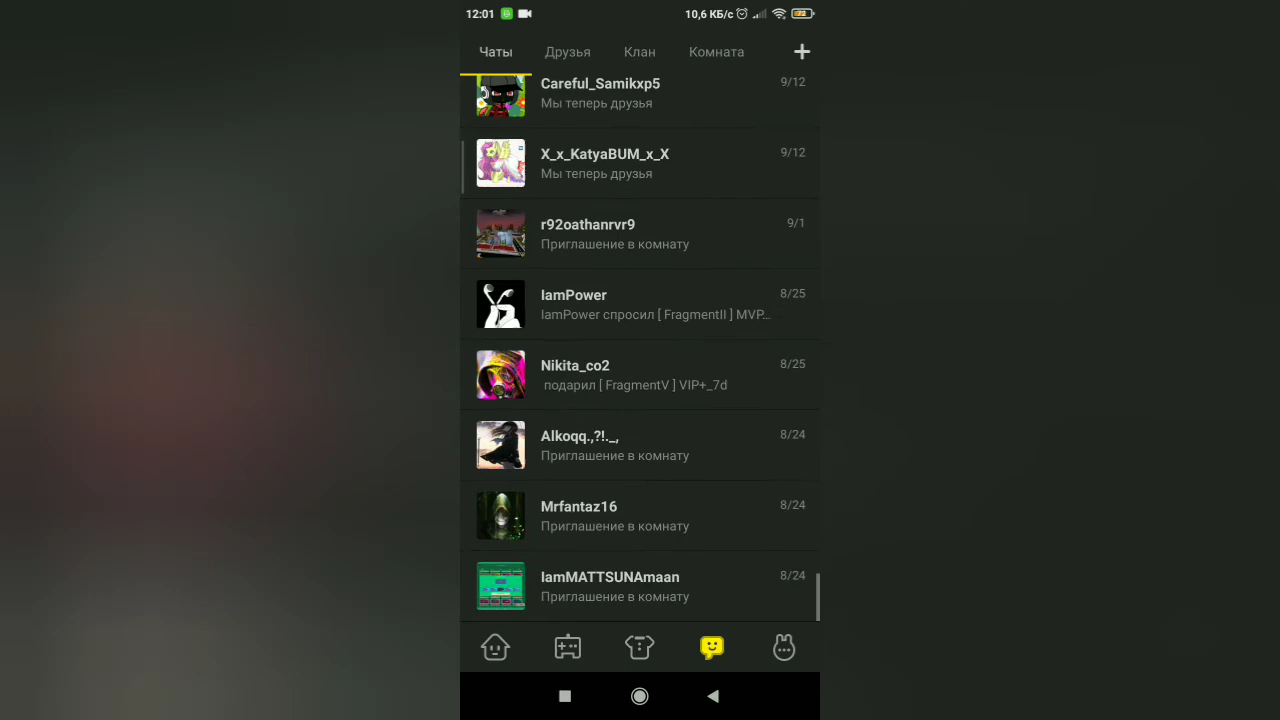 12:01 10,6 КБ/с 72
Чаты Друзья Клан Комната
Careful_Samikxp5 9/12
Мы теперь друзья
X_x_KatyaBUM_x_X 9/12
Мы теперь друзья
r92oathanrvr9 9/1
Приглашение в комнату
IamPower 8/25
IamPower спросил [ FragmentII ] MVP...
Nikita_co2 8/25
подарил [ FragmentV ] VIP+_7d
Alkoqq.,?!._, 8/24
Приглашение в комнату
Mrfantaz16 8/24
Приглашение в комнату
IamMATTSUNAmaan 8/24
Приглашение в комнату